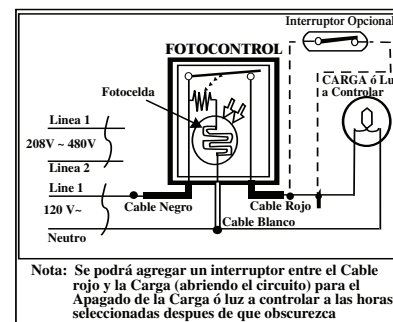 Interruptor Opcional
FOTOCONTROL
CARGA ó Lu
a Controlar
Fotocelda
Linea 1
208V ~ 480V
Linea 2
Line 1
120 V~
Cable Negro
Cable Rojo
Cable Blanco
Neutro
Nota: Se podrá agregar un interruptor entre el Cable
rojo y la Carga (abriendo el circuito) para el
Apagado de la Carga ó luz a controlar a las horas
seleccionadas despues de que obscurezca